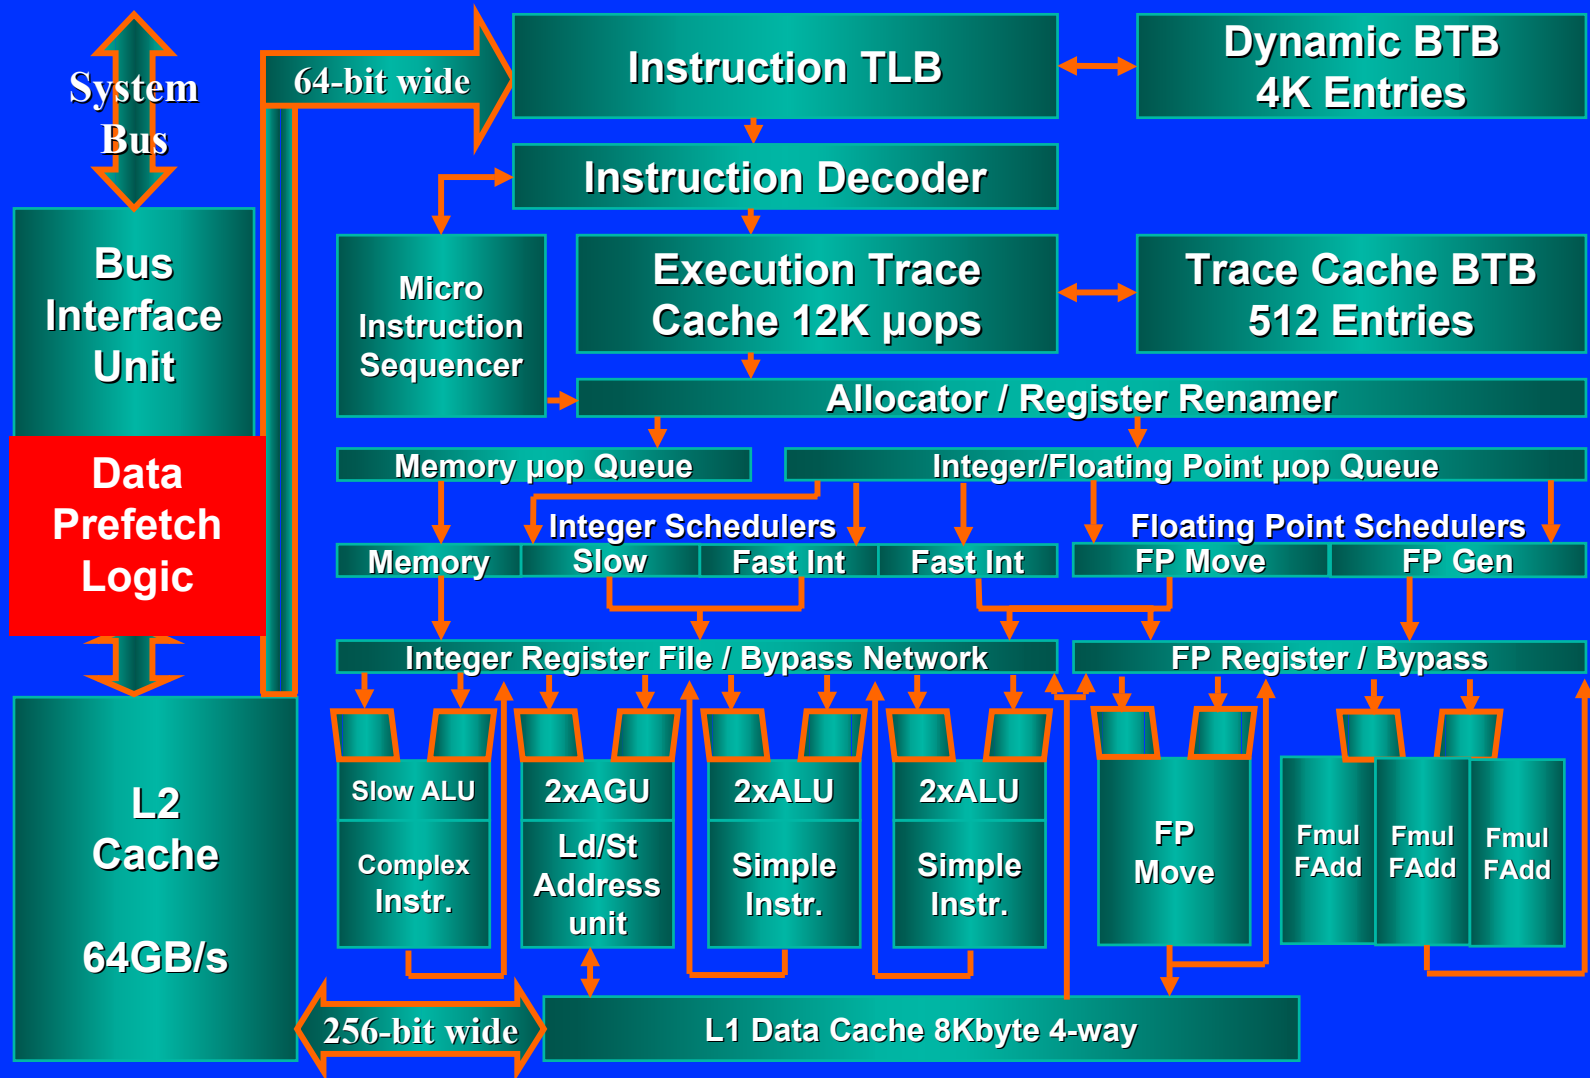 System
Bus
64-bit wide
Instruction TLB
Dynamic BTB
4K Entries
Instruction Decoder
Bus
Interface
Unit
Micro
Instruction
Sequencer
Execution Trace
Cache 12K µops
Trace Cache BTB
512 Entries
Allocator / Register Renamer
Data
Prefetch
Logic
Memory µop Queue
Integer/Floating Point µop Queue
Integer Schedulers
Floating Point Schedulers
Memory
Slow
Fast Int
Fast Int
FP Move
FP Gen
Integer Register File / Bypass Network
FP Register / Bypass
L2
Cache
64GB/s
Slow ALU
Complex
Instr.
2xAGU
Ld/St
Address
unit
2xALU
Simple
Instr.
2xALU
Simple
Instr.
FP
Move
Fmul
FAdd
Fmul
FAdd
Fmul
FAdd
256-bit wide
L1 Data Cache 8Kbyte 4-way